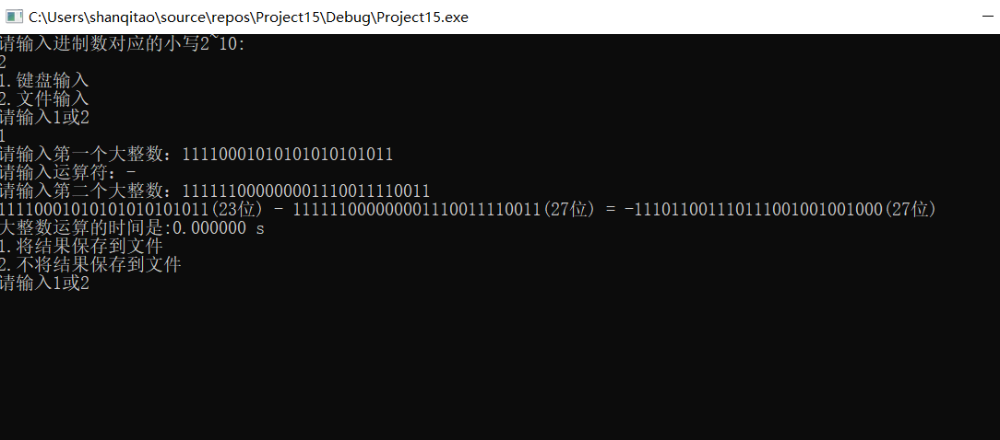 C:\Users\shanqitao\source\repos\Project15\Debug\Project15.exe
请输入进制数对应的小写2~10:
2
1.键盘输入
2.文件输入
请输入1或2
1
请输入第一个大整数：11110001010101010101011
请输入运算符：-
请输入第二个大整数：111111000000001110011110011
11110001010101010101011(23位) - 111111000000001110011110011(27位) = -111011001110111001001001000(27位)
大整数运算的时间是:0.000000 s
1.将结果保存到文件
2.不将结果保存到文件
请输入1或2